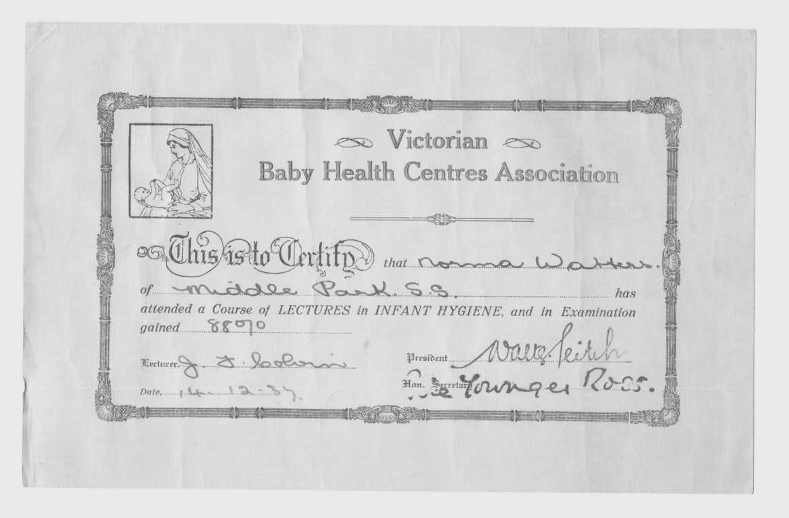 Victorian
Baby Health Centres Association
This is to Certify that Norma Watters.
of Middle Park. S.S. has
attended a Course of LECTURES in INFANT HYGIENE, and in Examination
gained 88%
Lecturer. J. F. Colvin President
Hon. Secretary Younger Ross.
Date. 14. 12. 37.